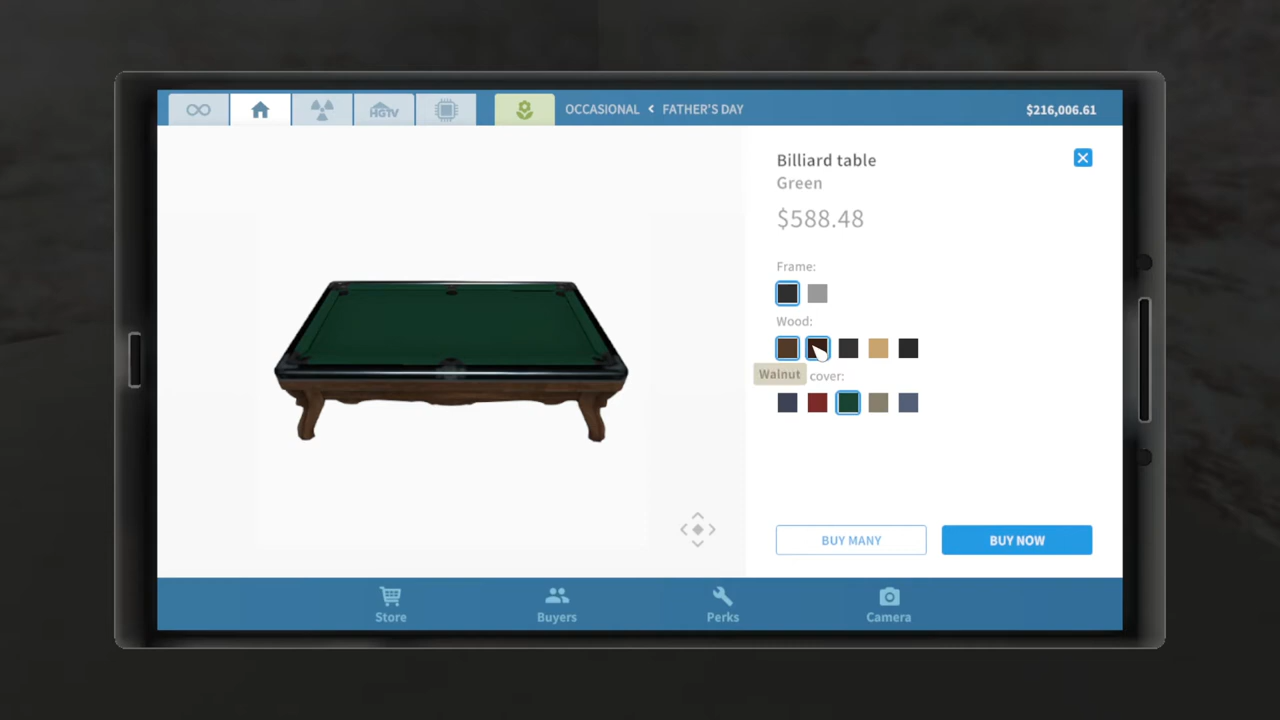 HGTV
OCCASIONAL < FATHER'S DAY
$216,006.61
Billiard table
Green
$588.48
Frame:
Wood:
Walnut
cover:
BUY MANY
BUY NOW
Store
Buyers
Perks
Camera